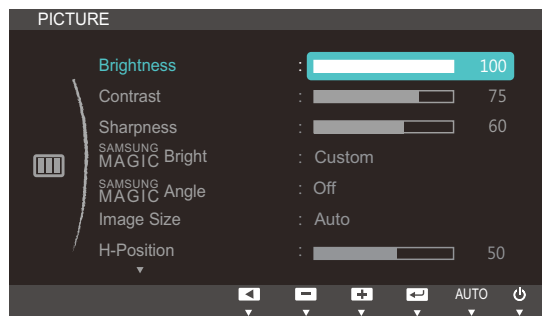 PICTURE
Brightness : 100
Contrast : 75
Sharpness : 60
SAMSUNG MAGIC Bright : Custom
SAMSUNG MAGIC Angle : Off
Image Size : Auto
H-Position : 50
AUTO